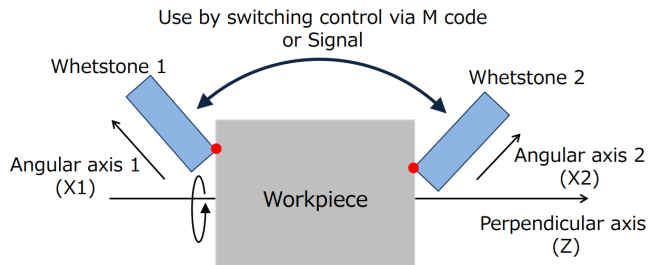 Use by switching control via M code
or Signal
Whetstone 1
Whetstone 2
Angular axis 1
(X1)
Angular axis 2
(X2)
Workpiece
Perpendicular axis
(Z)